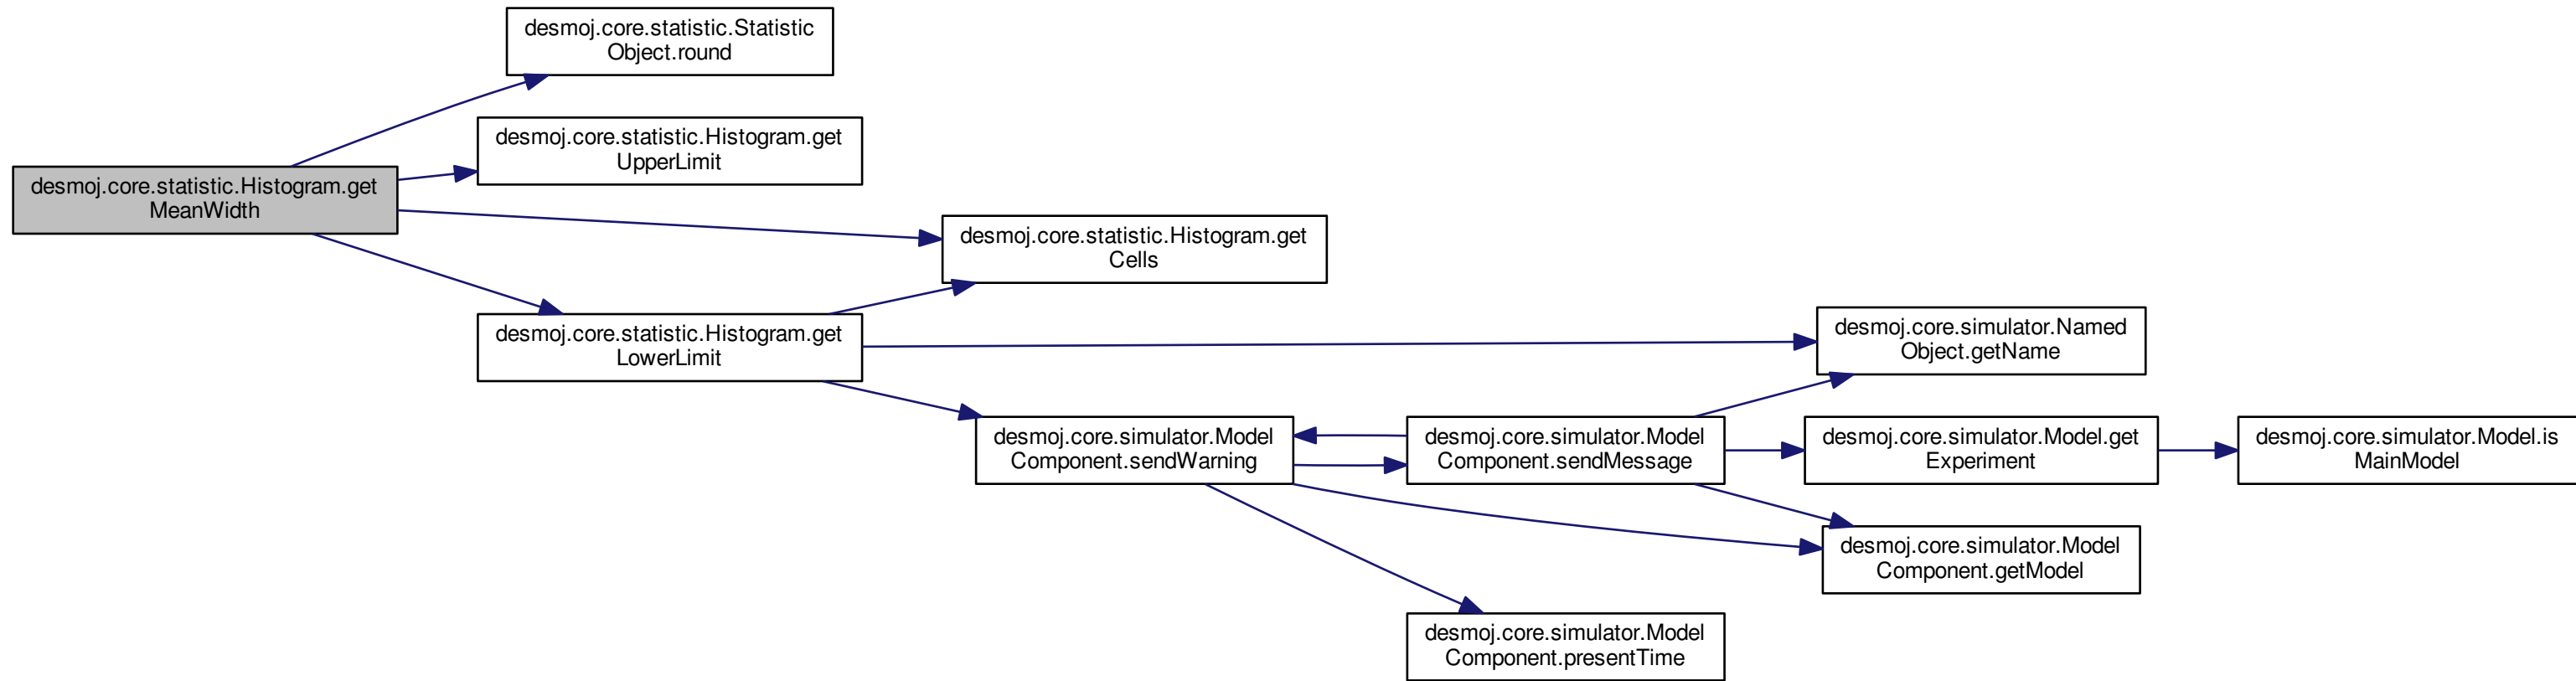 desmoj.core.statistic.Statistic
Object.round
desmoj.core.statistic.Histogram.get
UpperLimit
desmoj.core.statistic.Histogram.get
MeanWidth
desmoj.core.statistic.Histogram.get
Cells
desmoj.core.statistic.Histogram.get
LowerLimit
desmoj.core.simulator.Named
Object.getName
desmoj.core.simulator.Model
Component.sendWarning
desmoj.core.simulator.Model
Component.sendMessage
desmoj.core.simulator.Model.get
Experiment
desmoj.core.simulator.Model.is
MainModel
desmoj.core.simulator.Model
Component.getModel
desmoj.core.simulator.Model
Component.presentTime